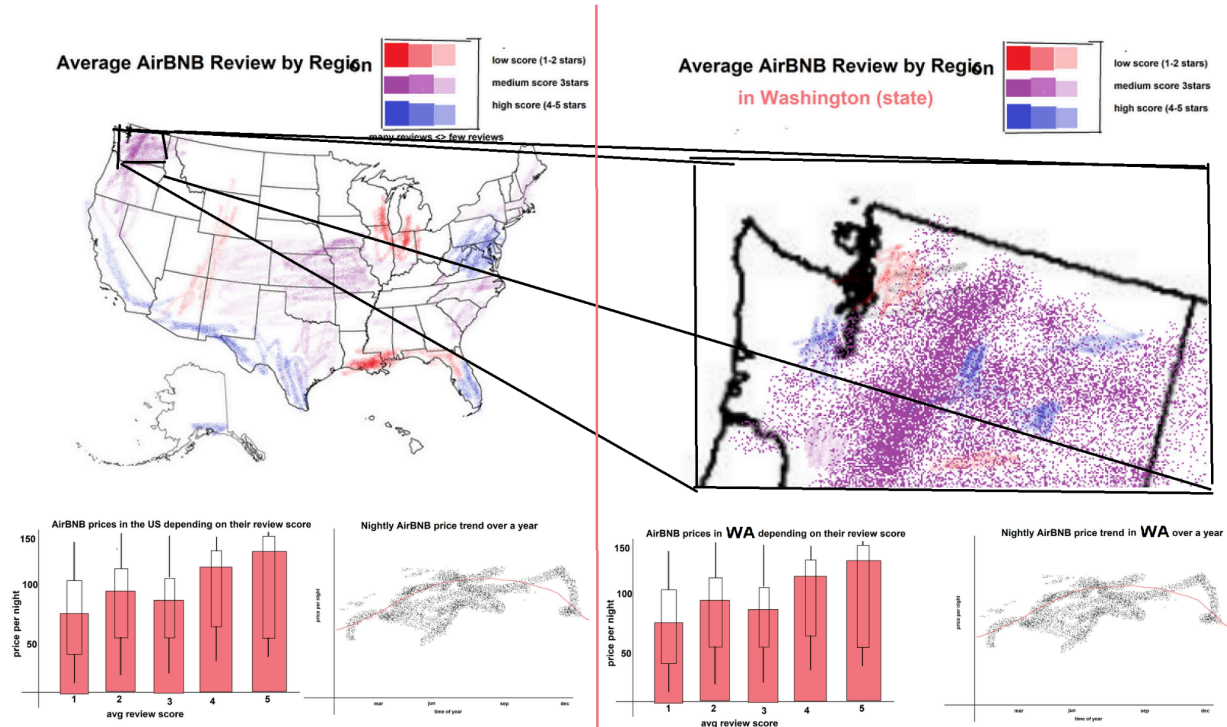 Average AirBNB Review by Region
low score (1-2 stars)
medium score 3stars
high score (4-5 stars
many reviews <> few reviews
AirBNB prices in the US depending on their review score
150
100
50
price per night
1 2 3 4 5
avg review score
Nightly AirBNB price trend over a year
price per night
mar jun sep dec
time of year
Average AirBNB Review by Region
in Washington (state)
low score (1-2 stars)
medium score 3stars
high score (4-5 stars
AirBNB prices in WA depending on their review score
150
100
50
price per night
1 2 3 4 5
avg review score
Nightly AirBNB price trend in WA over a year
price per night
mar jun sep dec
time of year